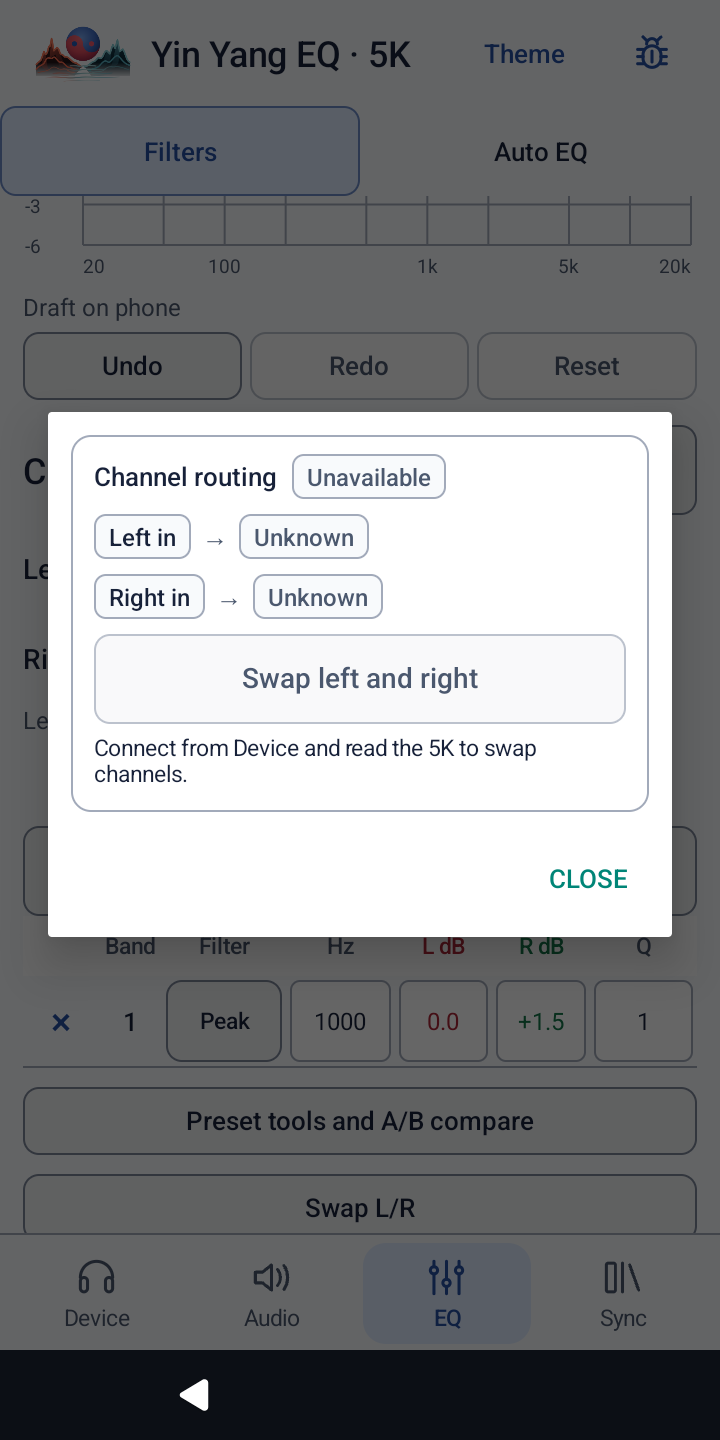 Yin Yang EQ · 5K
Theme
Filters
Auto EQ
-3
-6
20 100 1k 5k 20k
Draft on phone
Undo
Redo
Reset
C
Channel routing Unavailable
Left in → Unknown
Le
Right in → Unknown
Ri
Swap left and right
Le
Connect from Device and read the 5K to swap
channels.
CLOSE
Band Filter Hz L dB R dB Q
× 1 Peak 1000 0.0 +1.5 1
Preset tools and A/B compare
Swap L/R
Device Audio EQ Sync